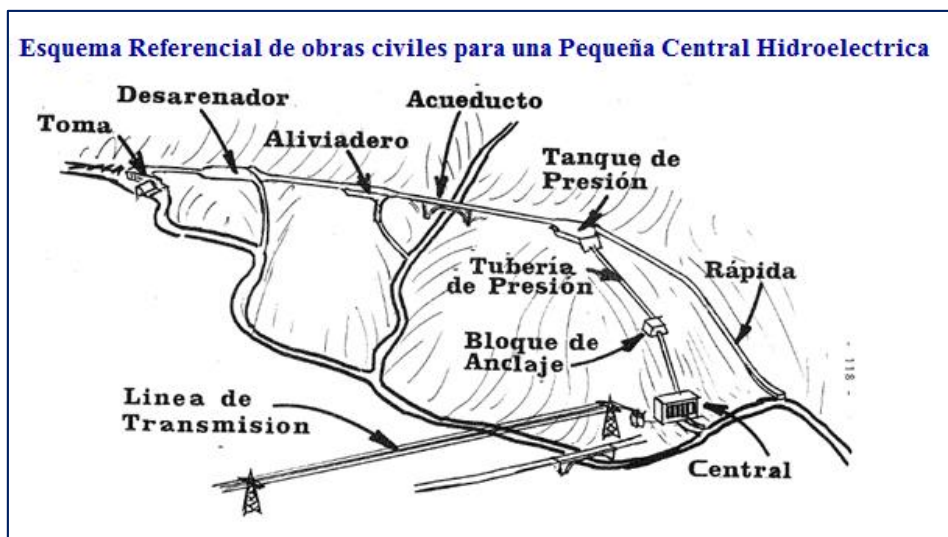 Esquema Referencial de obras civiles para una Pequeña Central Hidroelectrica
Desarenador
Acueducto
Toma
Aliviadero
Tanque de
Presión
Tubería
de Presión
Rápida
Bloque de
Anclaje
- 118 -
Linea de
Transmision
Central